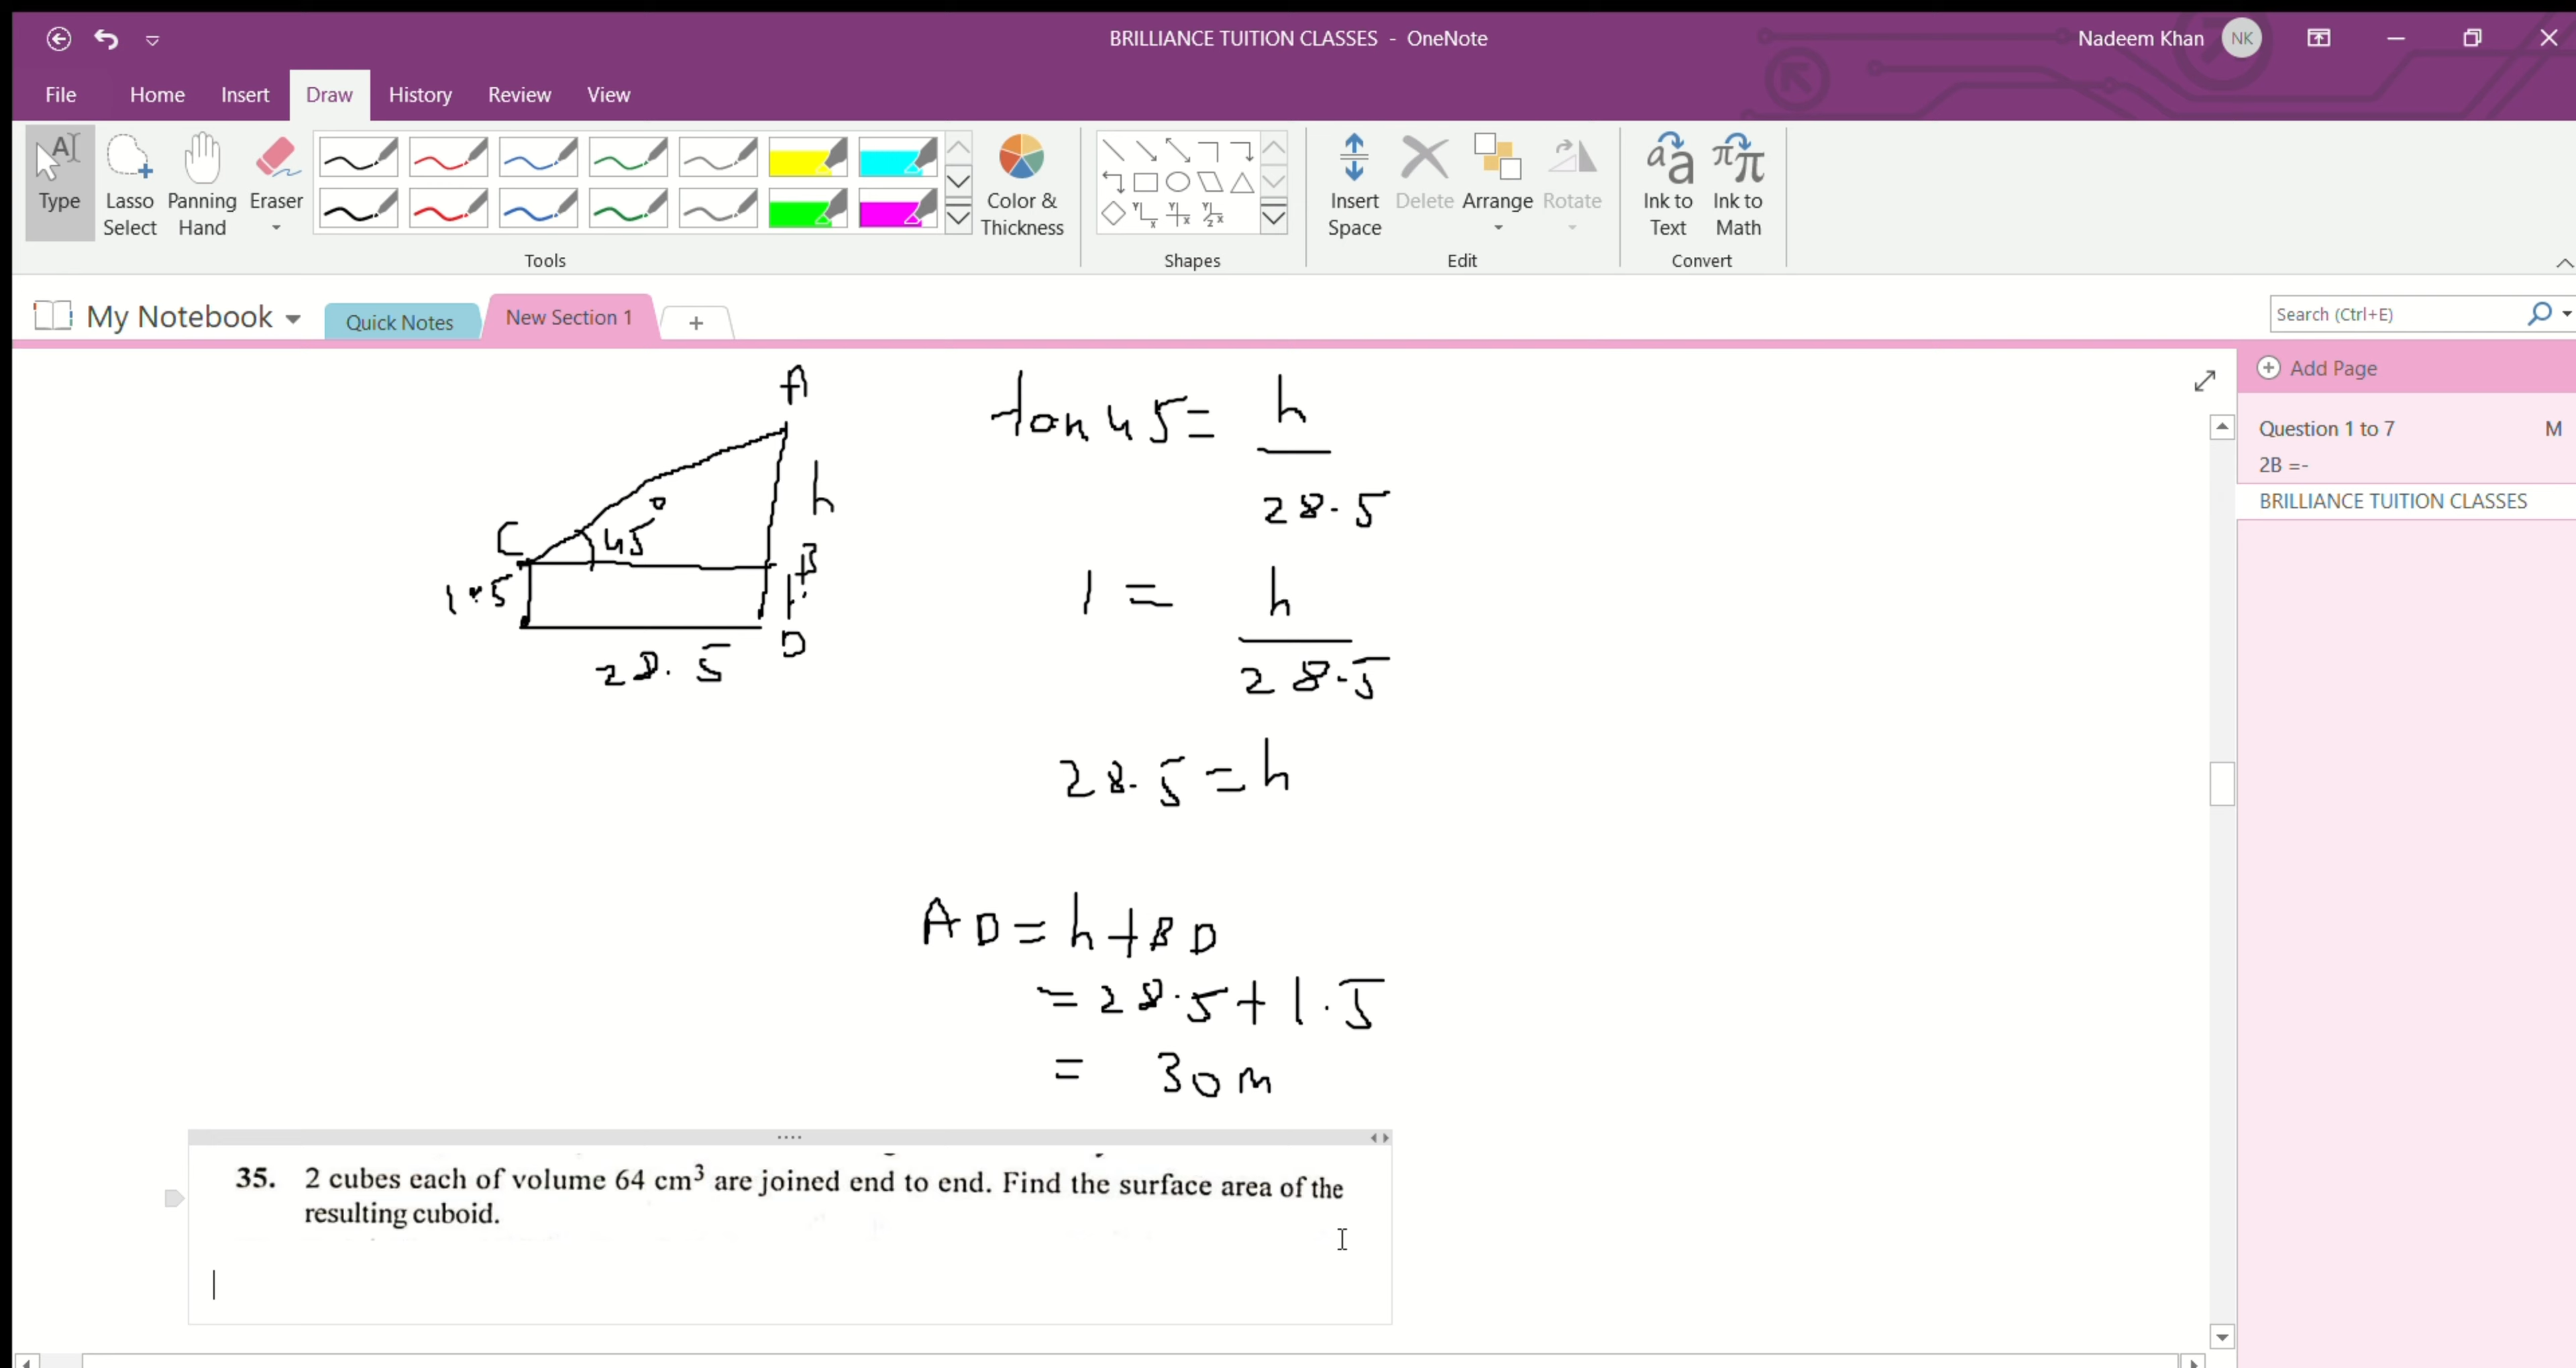 BRILLIANCE TUITION CLASSES - OneNote
Nadeem Khan NK
File Home Insert Draw History Review View
Type
Lasso Select
Panning Hand
Eraser
Color & Thickness
Insert Space
Delete
Arrange
Rotate
Ink to Text
Ink to Math
Tools Shapes Edit Convert
My Notebook Quick Notes New Section 1 +
Search (Ctrl+E)
Add Page
Question 1 to 7 M
2B =-
BRILLIANCE TUITION CLASSES
A
h
C 45°
B
1.5
D
28.5
tan 45 = h
28.5
1 = h
28.5
28.5 = h
AD = h + BD
= 28.5 + 1.5
= 30 m
35. 2 cubes each of volume 64 cm³ are joined end to end. Find the surface area of the
resulting cuboid.